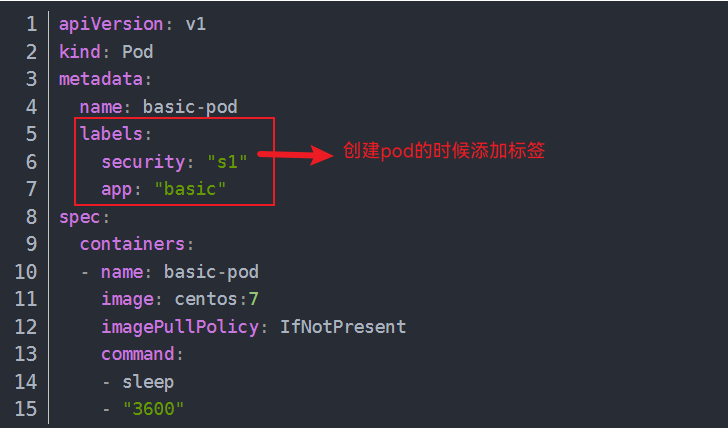 1 apiVersion: v1
2 kind: Pod
3 metadata:
4   name: basic-pod
5   labels:
6     security: "s1" 创建pod的时候添加标签
7     app: "basic"
8 spec:
9   containers:
10   - name: basic-pod
11     image: centos:7
12     imagePullPolicy: IfNotPresent
13     command:
14     - sleep
15     - "3600"